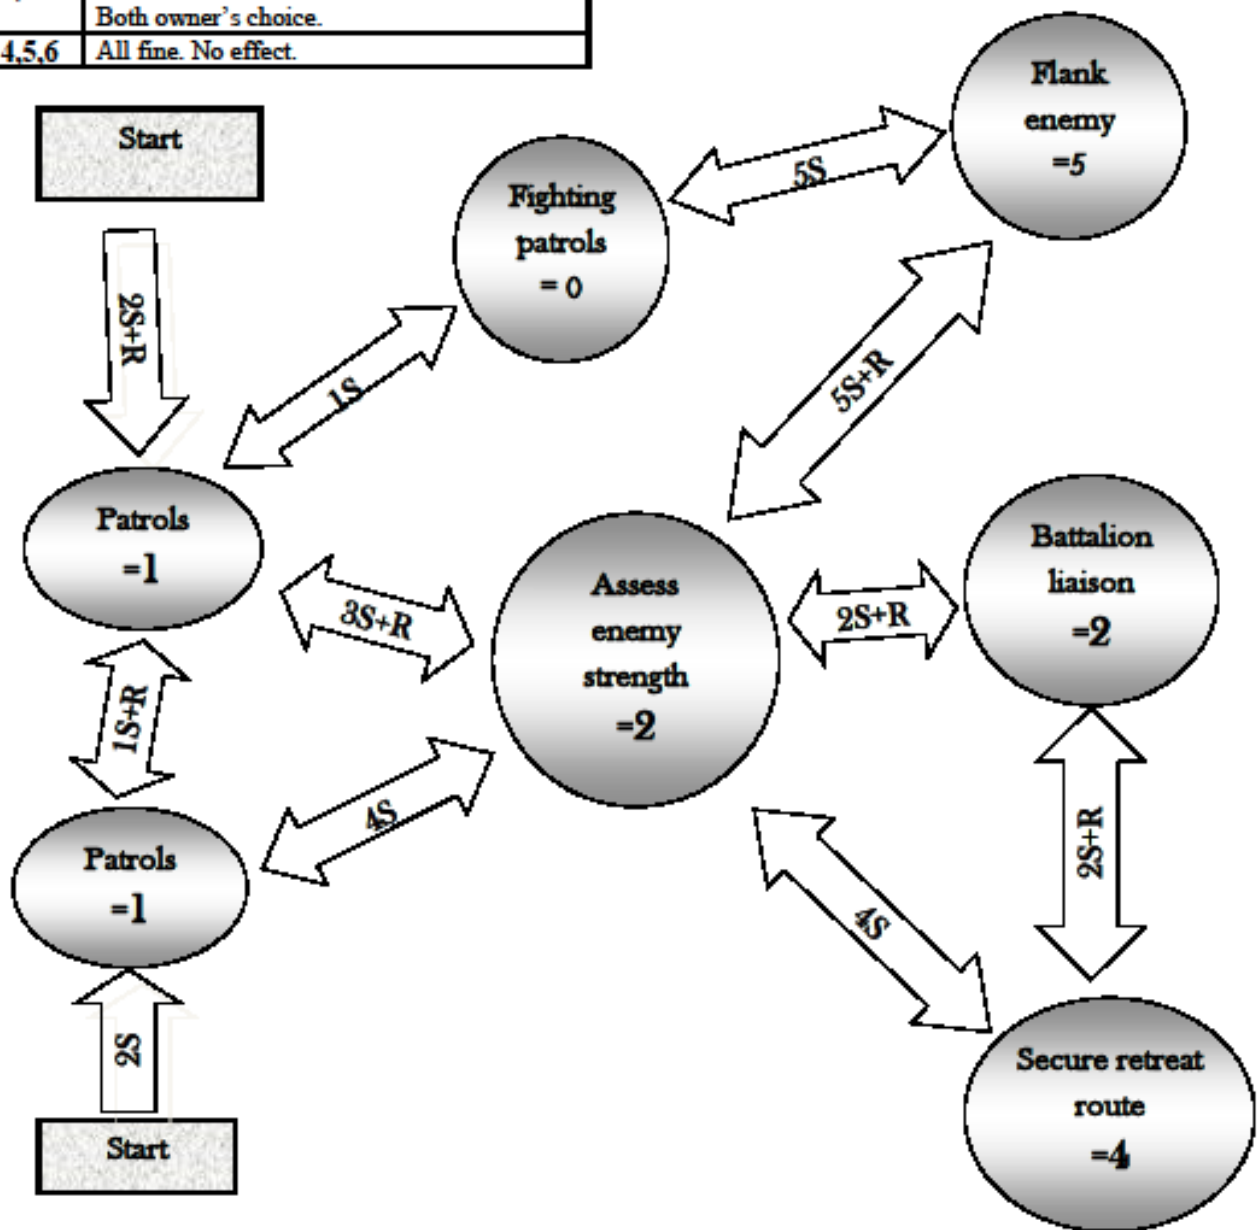 Both owner's choice.
4,5,6 All fine. No effect.
Start
Flank
enemy
=5
Fighting
patrols
= 0
5S
2S+R
1S
5S+R
Patrols
=1
Assess
enemy
strength
=2
Battalion
liaison
=2
3S+R
2S+R
1S+R
4S
2S+R
Patrols
=1
4S
2S
Secure retreat
route
=4
Start